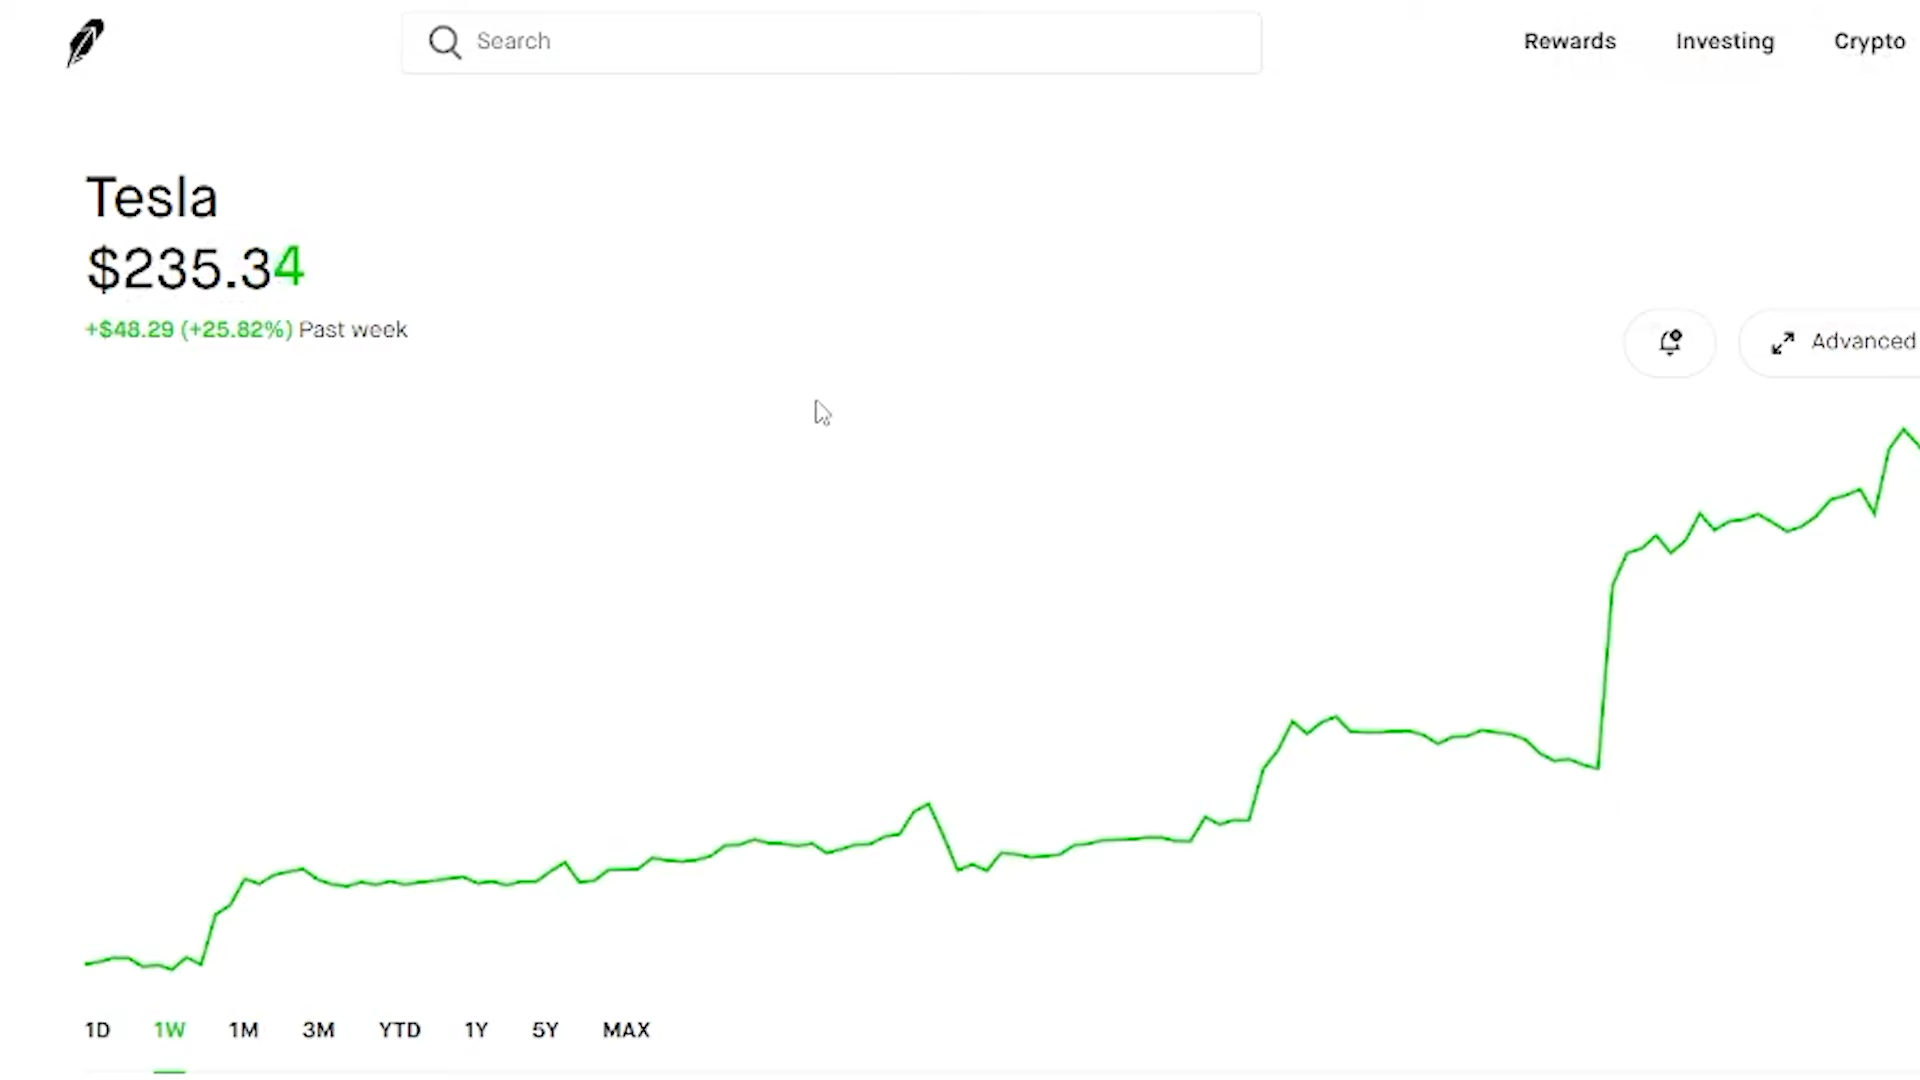 Search
Rewards Investing Crypto
Tesla
$235.34
+$48.29 (+25.82%) Past week
Advanced
1D 1W 1M 3M YTD 1Y 5Y MAX